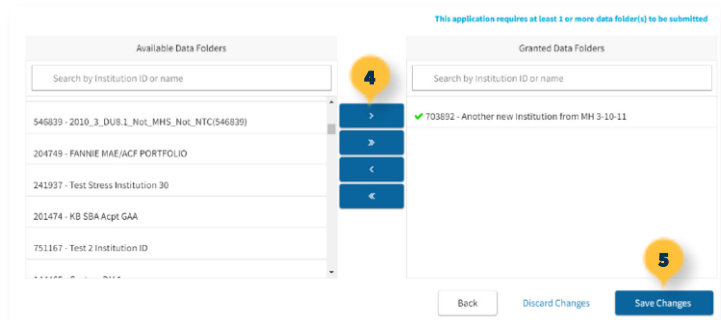 This application requires at least 1 or more data folder(s) to be submitted
Available Data Folders
Granted Data Folders
Search by Institution ID or name
4
Search by Institution ID or name
546839 - 2010_3_DU8.1_Not_MHS_Not_NTC(546839)
>
703892 - Another new Institution from MH 3-10-11
204749 - FANNIE MAE/ACF PORTFOLIO
»
241937 - Test Stress Institution 30
<
201474 - KB SBA Acpt GAA
«
751167 - Test 2 Institution ID
5
Back
Discard Changes
Save Changes